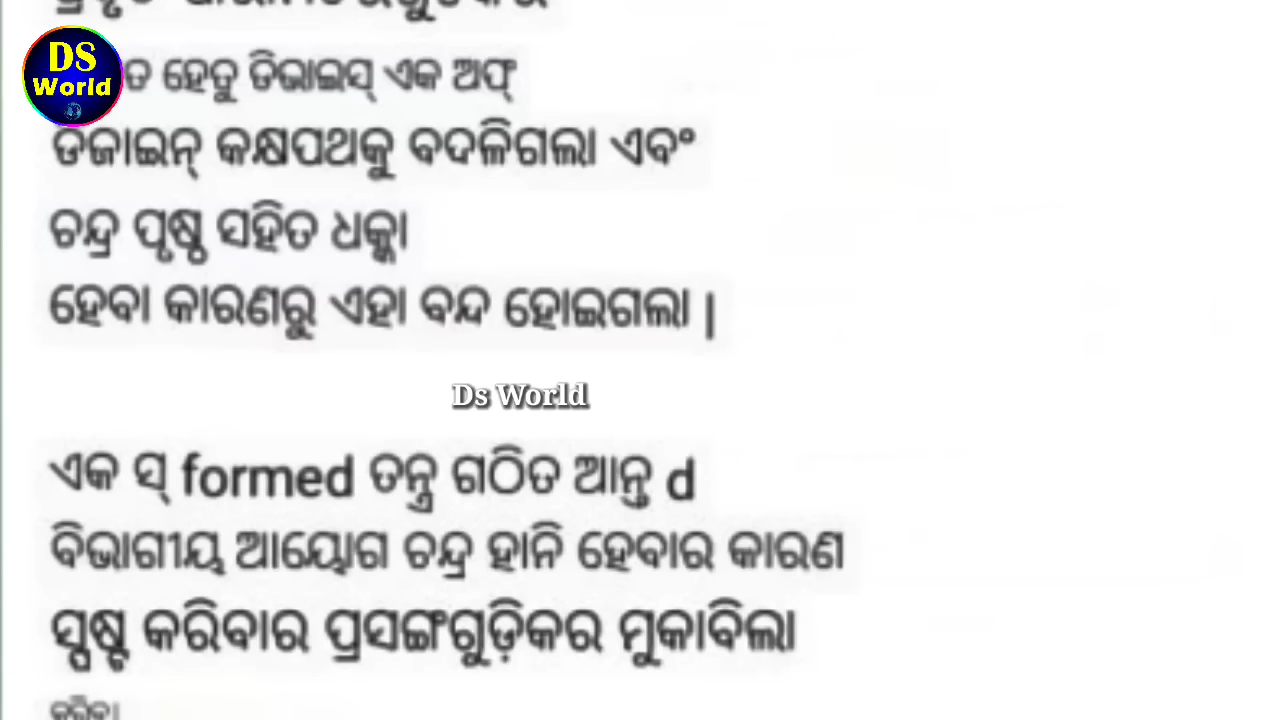 DS
World
ହେତୁ ଡିଭାଇସ୍ ଏକ ଅଫ୍
ଡିଜାଇନ୍ କକ୍ଷପଥକୁ ବଦଳିଗଲା ଏବଂ
ଚନ୍ଦ୍ର ପୃଷ୍ଠ ସହିତ ଧକ୍କା
ହେବା କାରଣରୁ ଏହା ବନ୍ଦ ହୋଇଗଲା |
Ds World
ଏକ ସ୍ formed ତନ୍ତ୍ର ଗଠିତ ଆନ୍ତ d
ବିଭାଗୀୟ ଆୟୋଗ ଚନ୍ଦ୍ର ହାନି ହେବାର କାରଣ
ସ୍ପଷ୍ଟ କରିବାର ପ୍ରସଙ୍ଗଗୁଡ଼ିକର ମୁକାବିଲା